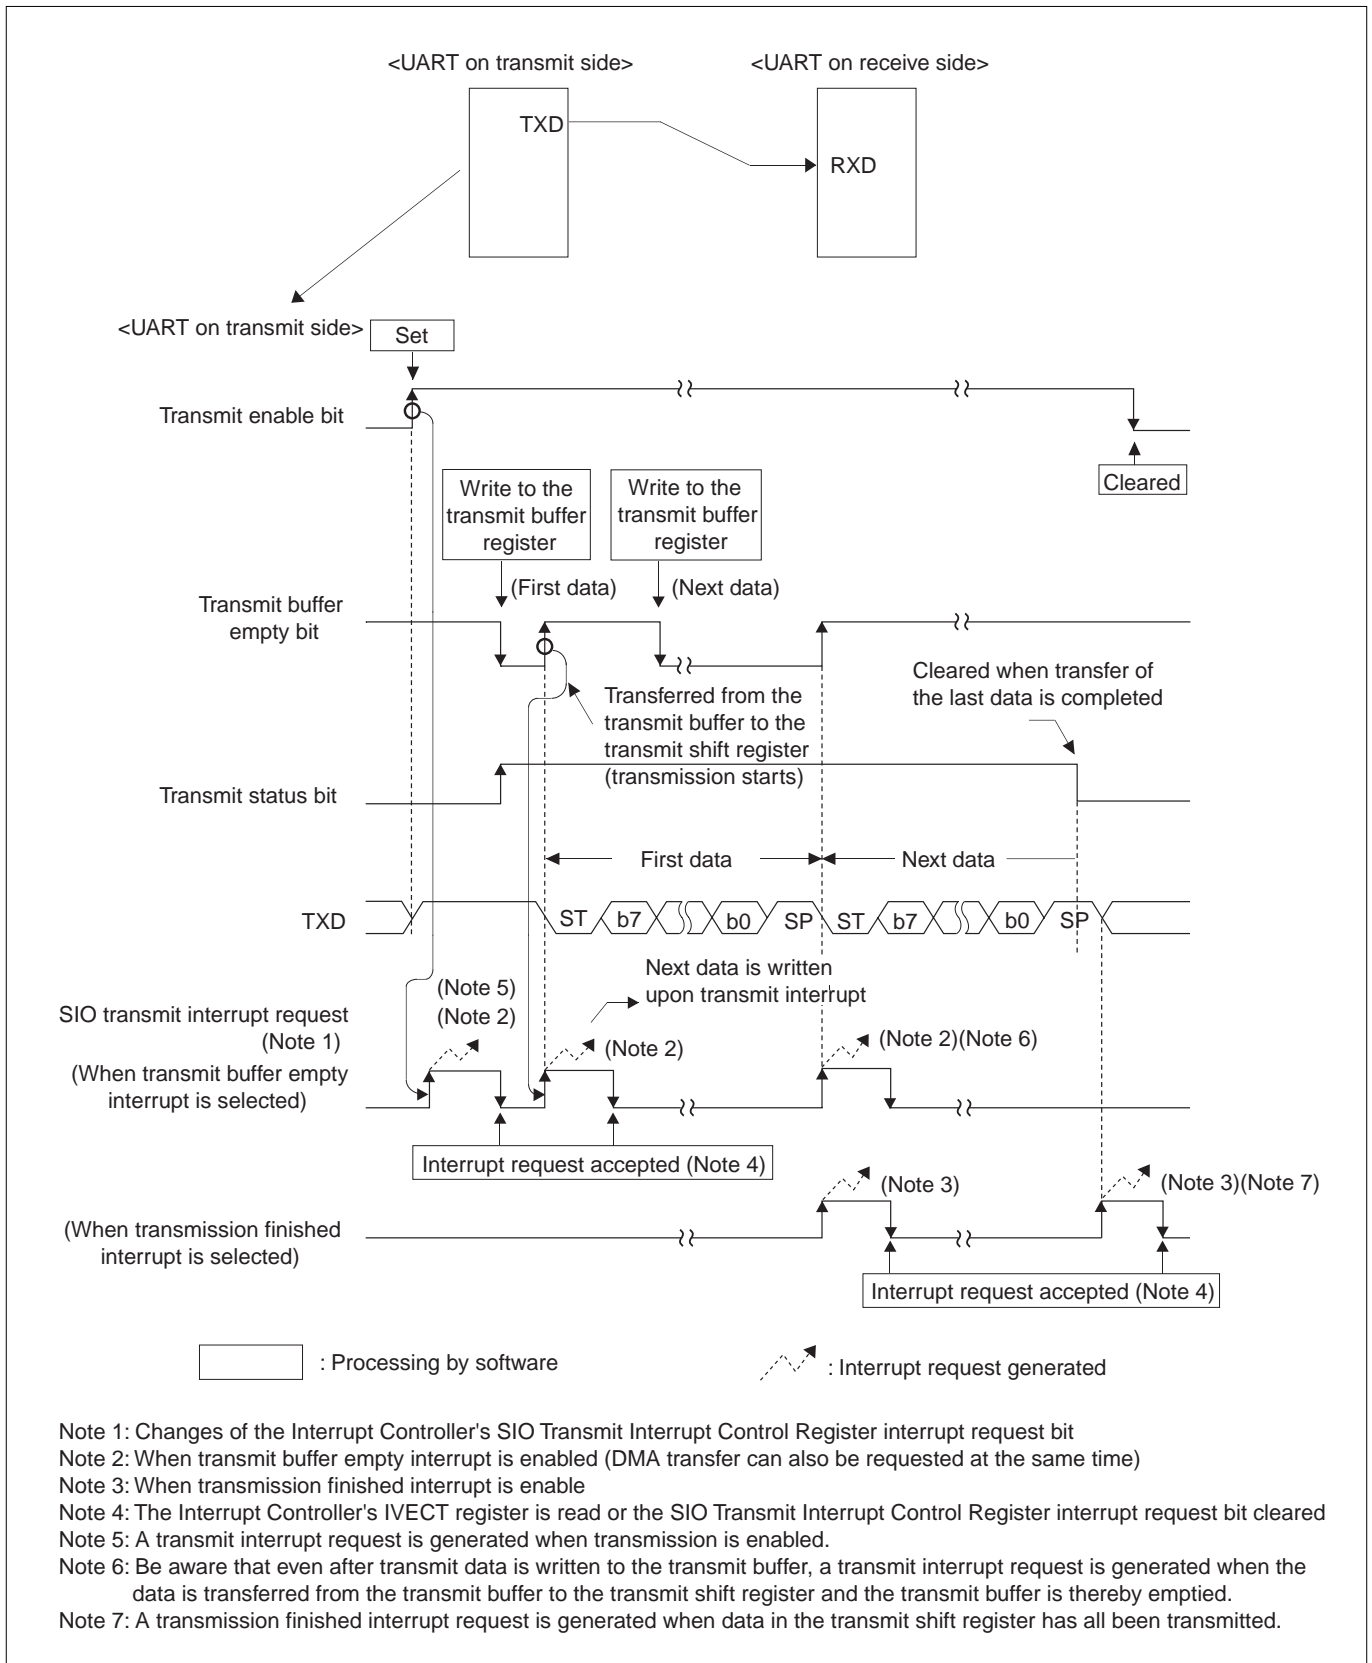 <UART on transmit side>
<UART on receive side>
TXD
RXD
<UART on transmit side>
Set
Transmit enable bit
Cleared
Write to the
transmit buffer
register
Write to the
transmit buffer
register
(First data)
(Next data)
Transmit buffer
empty bit
Transferred from the
transmit buffer to the
transmit shift register
(transmission starts)
Cleared when transfer of
the last data is completed
Transmit status bit
First data
Next data
TXD
ST
b7
b0
SP
ST
b7
b0
SP
Next data is written
upon transmit interrupt
SIO transmit interrupt request
(Note 1)
(When transmit buffer empty
interrupt is selected)
(Note 5)
(Note 2)
(Note 2)
(Note 2)(Note 6)
Interrupt request accepted (Note 4)
(When transmission finished
interrupt is selected)
(Note 3)
(Note 3)(Note 7)
Interrupt request accepted (Note 4)
: Processing by software
: Interrupt request generated
Note 1: Changes of the Interrupt Controller's SIO Transmit Interrupt Control Register interrupt request bit
Note 2: When transmit buffer empty interrupt is enabled (DMA transfer can also be requested at the same time)
Note 3: When transmission finished interrupt is enable
Note 4: The Interrupt Controller's IVECT register is read or the SIO Transmit Interrupt Control Register interrupt request bit cleared
Note 5: A transmit interrupt request is generated when transmission is enabled.
Note 6: Be aware that even after transmit data is written to the transmit buffer, a transmit interrupt request is generated when the
data is transferred from the transmit buffer to the transmit shift register and the transmit buffer is thereby emptied.
Note 7: A transmission finished interrupt request is generated when data in the transmit shift register has all been transmitted.